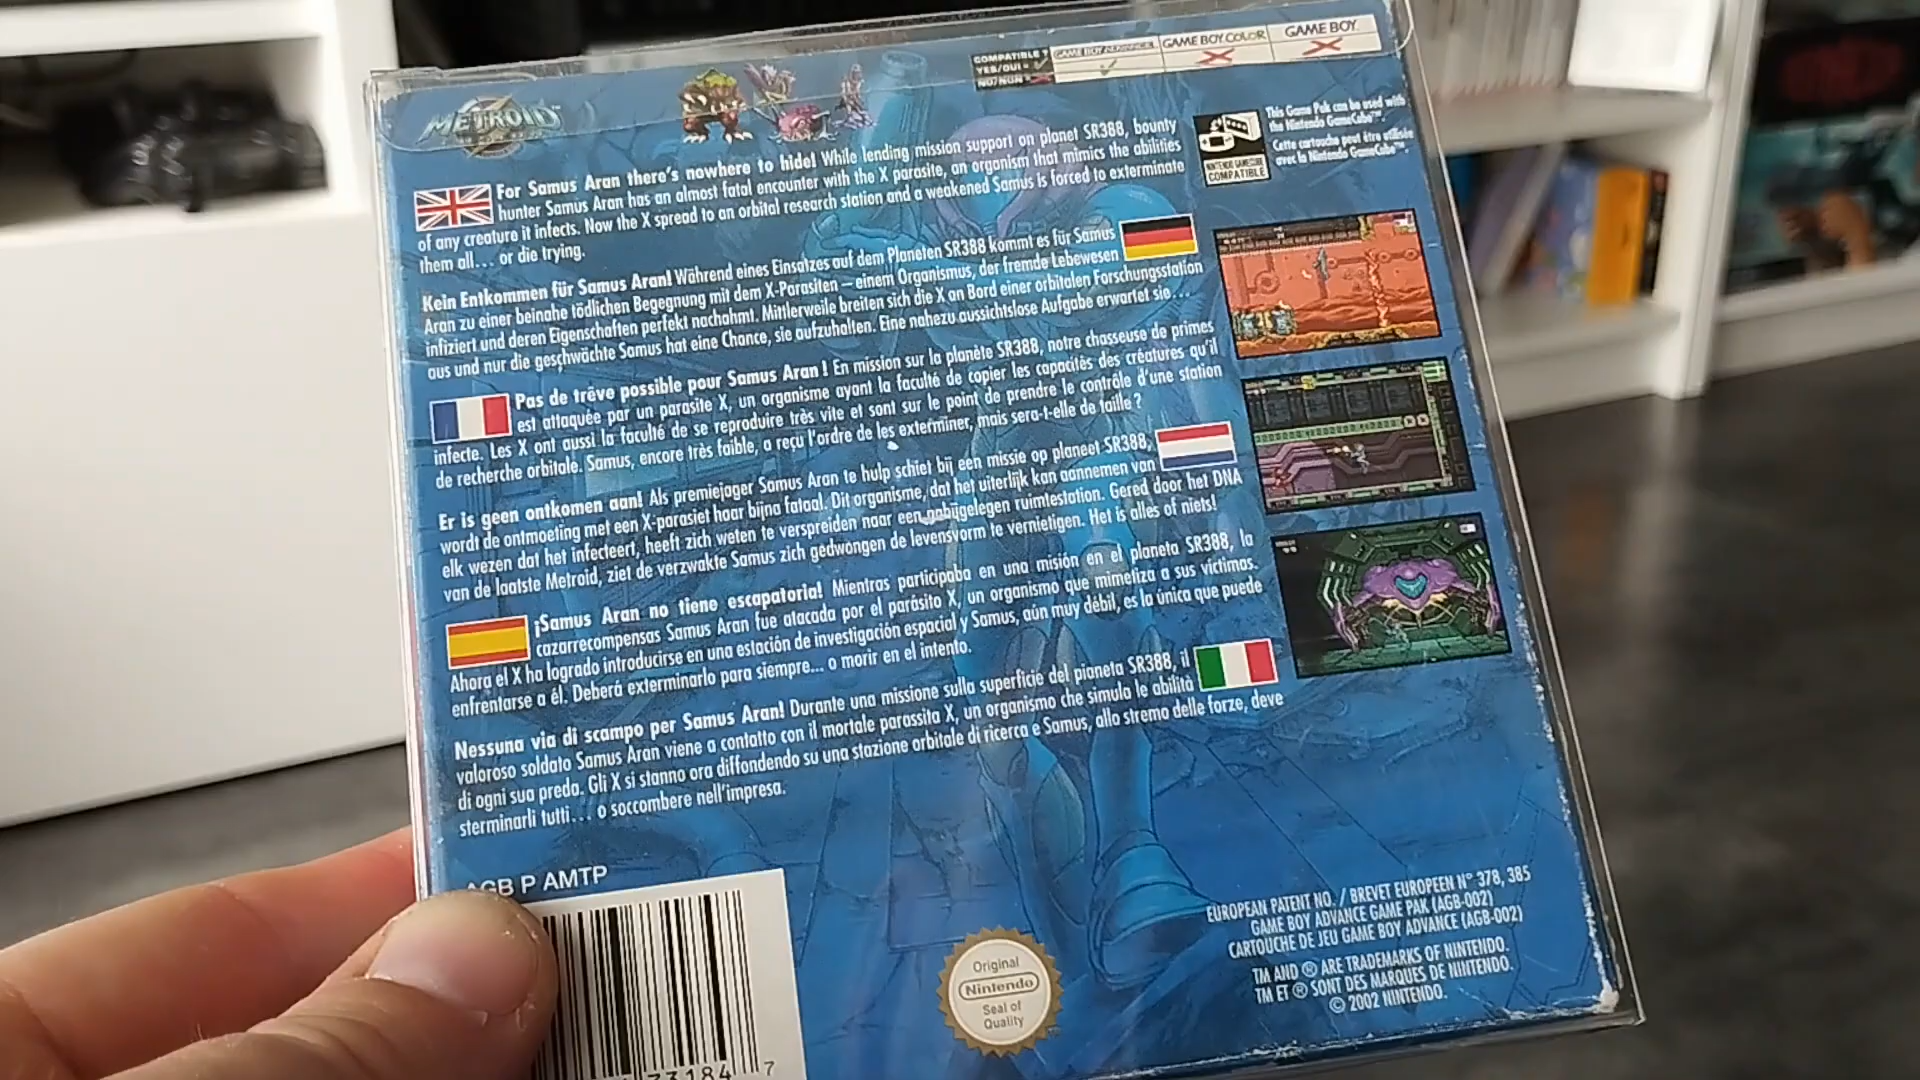 METROID
COMPATIBLE ?
YES/OUI =
NO/NON =
GAME BOY ADVANCE
GAME BOY COLOR
GAME BOY
This Game Pak can be used with
the Nintendo GameCube™
Cette cartouche peut être utilisée
avec la Nintendo GameCube™
NINTENDO GAMECUBE
COMPATIBLE
For Samus Aran there's nowhere to hide! While lending mission support on planet SR388, bounty
hunter Samus Aran has an almost fatal encounter with the X parasite, an organism that mimics the abilities
of any creature it infects. Now the X spread to an orbital research station and a weakened Samus is forced to exterminate
them all... or die trying.
Kein Entkommen für Samus Aran! Während eines Einsatzes auf dem Planeten SR388 kommt es für Samus
Aran zu einer beinahe tödlichen Begegnung mit dem X-Parasiten – einem Organismus, der fremde Lebewesen
infiziert und deren Eigenschaften perfekt nachahmt. Mittlerweile breiten sich die X an Bord einer orbitalen Forschungsstation
aus und nur die geschwächte Samus hat eine Chance, sie aufzuhalten. Eine nahezu aussichtslose Aufgabe erwartet sie...
Pas de trêve possible pour Samus Aran ! En mission sur la planète SR388, notre chasseuse de primes
est attaquée par un parasite X, un organisme ayant la faculté de copier les capacités des créatures qu'il
infecte. Les X ont aussi la faculté de se reproduire très vite et sont sur le point de prendre le contrôle d'une station
de recherche orbitale. Samus, encore très faible, a reçu l'ordre de les exterminer, mais sera-t-elle de taille ?
Er is geen ontkomen aan! Als premiejager Samus Aran te hulp schiet bij een missie op planeet SR388,
wordt de ontmoeting met een X-parasiet haar bijna fataal. Dit organisme, dat het uiterlijk kan aannemen van
elk wezen dat het infecteert, heeft zich weten te verspreiden naar een nabijgelegen ruimtestation. Gered door het DNA
van de laatste Metroid, ziet de verzwakte Samus zich gedwongen de levensvorm te vernietigen. Het is alles of niets!
¡Samus Aran no tiene escapatoria! Mientras participaba en una misión en el planeta SR388, la
cazarrecompensas Samus Aran fue atacada por el parásito X, un organismo que mimetiza a sus víctimas.
Ahora el X ha logrado introducirse en una estación de investigación espacial y Samus, aún muy débil, es la única que puede
enfrentarse a él. Deberá exterminarlo para siempre... o morir en el intento.
Nessuna via di scampo per Samus Aran! Durante una missione sulla superficie del pianeta SR388, il
valoroso soldato Samus Aran viene a contatto con il mortale parassita X, un organismo che simula le abilità
di ogni sua preda. Gli X si stanno ora diffondendo su una stazione orbitale di ricerca e Samus, allo stremo delle forze, deve
sterminarli tutti... o soccombere nell'impresa.
AGB P AMTP
73184 7
Original
Nintendo
Seal of
Quality
EUROPEAN PATENT NO. / BREVET EUROPEEN N° 378, 385
GAME BOY ADVANCE GAME PAK (AGB-002)
CARTOUCHE DE JEU GAME BOY ADVANCE (AGB-002)
TM AND ® ARE TRADEMARKS OF NINTENDO.
TM ET ® SONT DES MARQUES DE NINTENDO.
© 2002 NINTENDO.